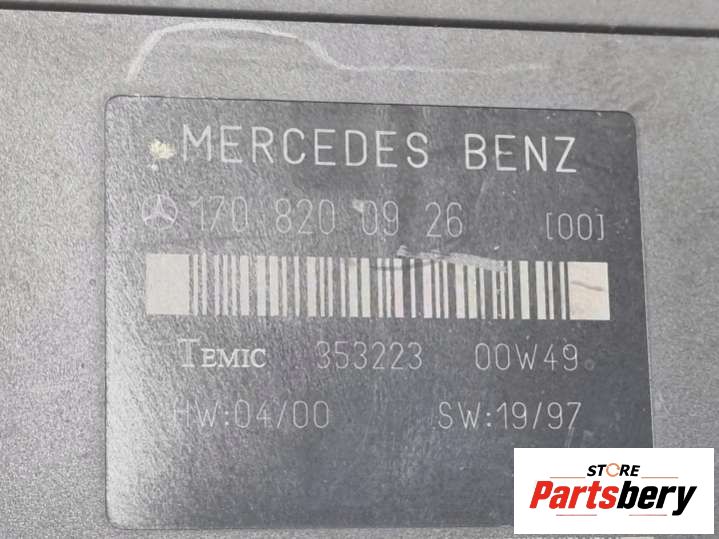 MERCEDES BENZ
170 820 09 26 [00]
TEMIC 353223 00W49
HW:04/00 SW:19/97
STORE
Partsbery